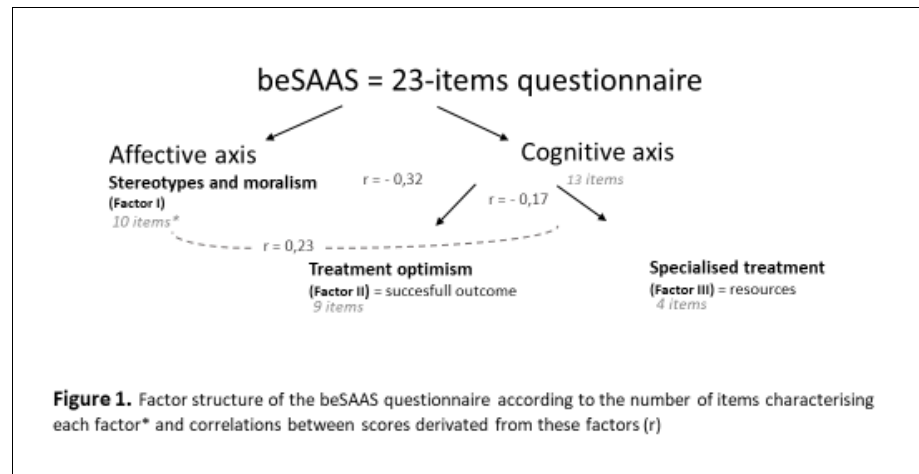 beSAAS = 23-items questionnaire
Affective axis
Stereotypes and moralism
(Factor I)
10 items*
r = - 0,32
Cognitive axis
13 items
r = - 0,17
r = 0,23
Treatment optimism
(Factor II) = succesfull outcome
9 items
Specialised treatment
(Factor III) = resources
4 items
Figure 1. Factor structure of the beSAAS questionnaire according to the number of items characterising
each factor* and correlations between scores derivated from these factors (r)